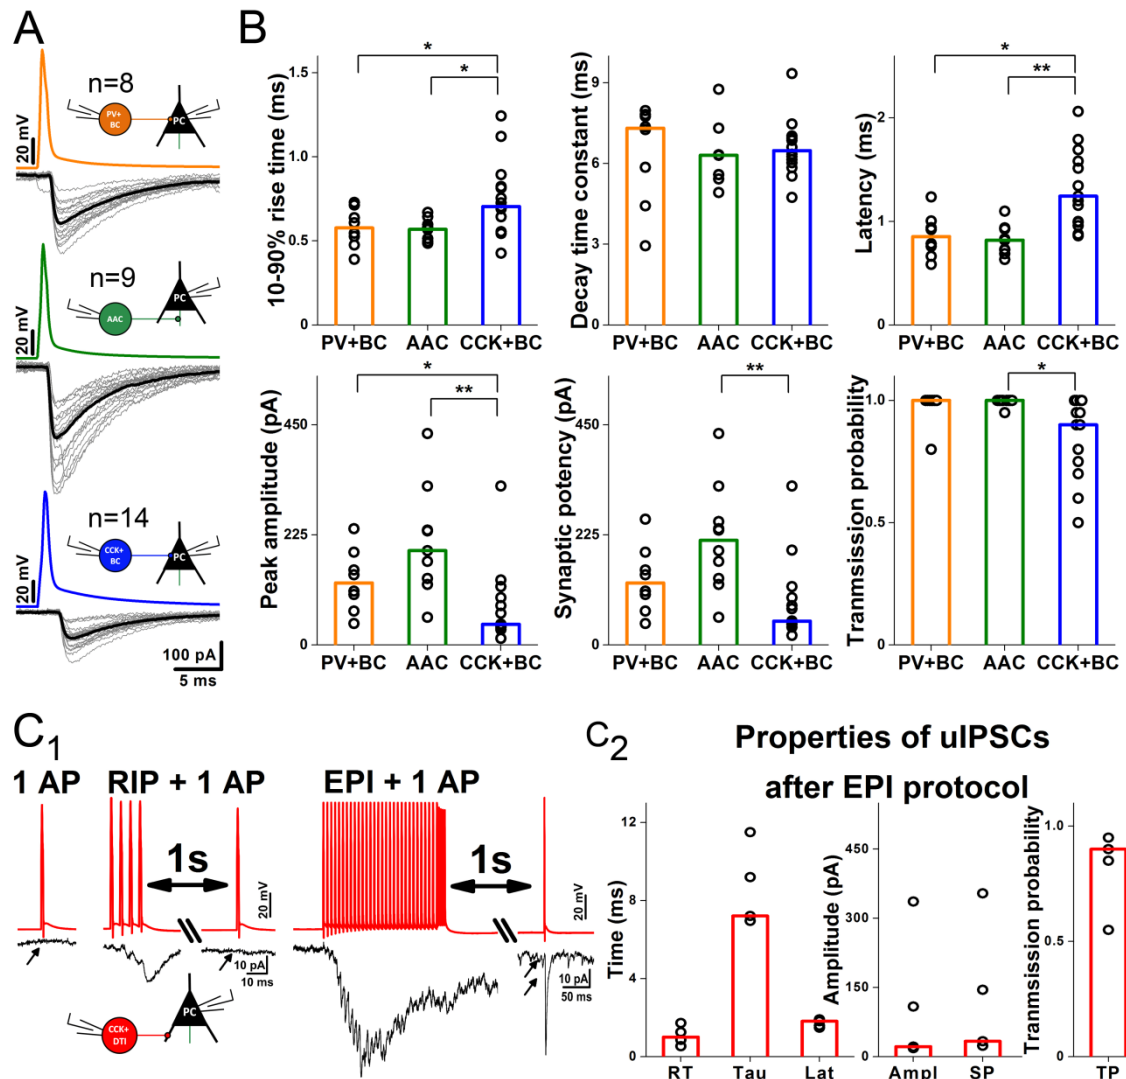 A
n=8
PV+
BC
PC
20 mV
n=9
AAC
PC
20 mV
n=14
CCK+
BC
PC
20 mV
100 pA
5 ms
B
10-90% rise time (ms)
1.5
1.0
0.5
0.0
*
*
PV+BC AAC CCK+BC
Decay time constant (ms)
9
6
3
0
PV+BC AAC CCK+BC
Latency (ms)
2
1
0
*
**
PV+BC AAC CCK+BC
Peak amplitude (pA)
450
225
0
*
**
PV+BC AAC CCK+BC
Synaptic potency (pA)
450
225
0
**
PV+BC AAC CCK+BC
Tranmsission probability
1.0
0.5
0
*
PV+BC AAC CCK+BC
C1
1 AP RIP + 1 AP EPI + 1 AP
1s
1s
20 mV
20 mV
10 pA
10 ms
10 pA
50 ms
CCK+
DTI
PC
C2
Properties of uIPSCs
after EPI protocol
Time (ms)
12
8
4
0
RT Tau Lat
Amplitude (pA)
450
300
150
0
Ampl SP
Tranmsission probability
1.0
0.5
0
TP